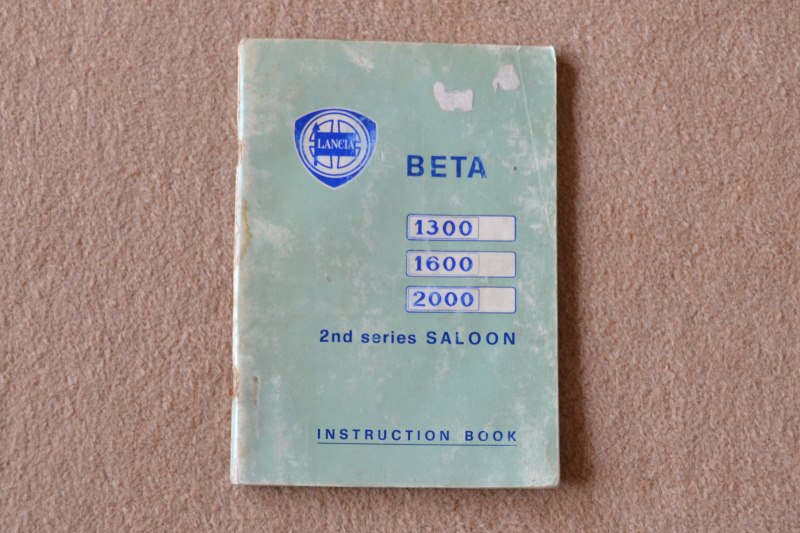 LANCIA
BETA
1300
1600
2000
2nd series SALOON
INSTRUCTION BOOK